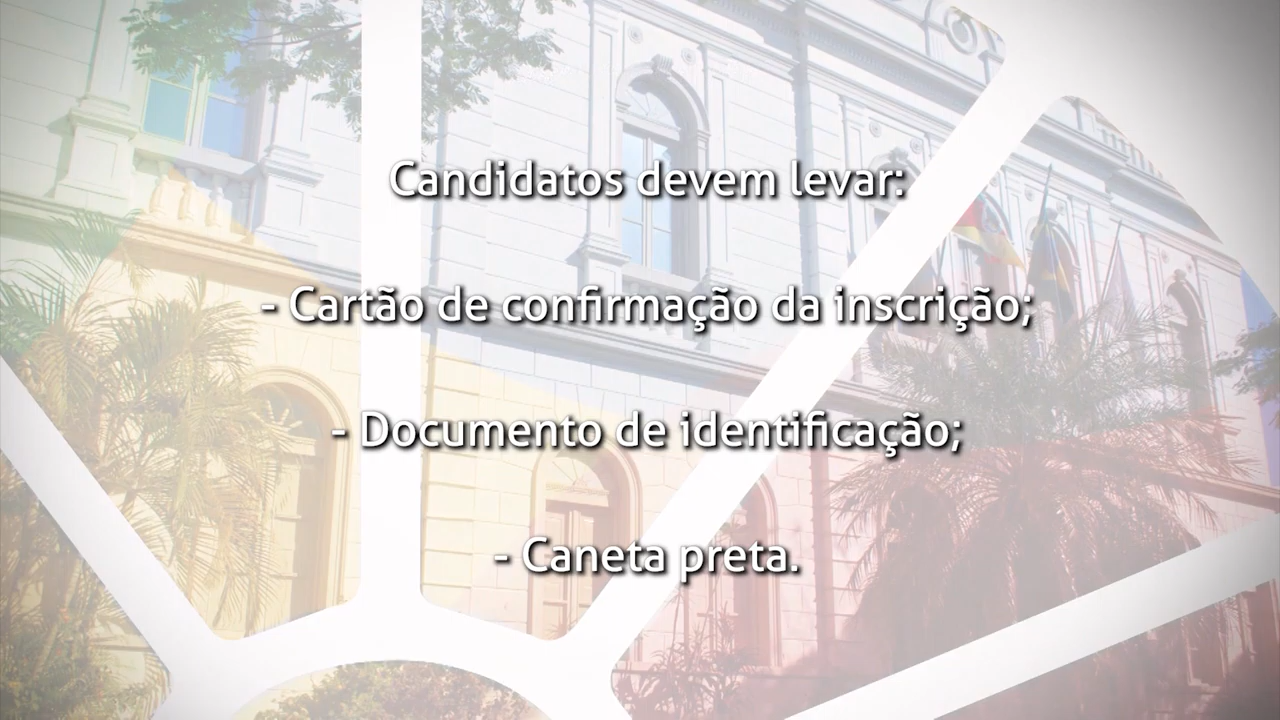 Candidatos devem levar:
- Cartão de confirmação da inscrição;
- Documento de identificação;
- Caneta preta.